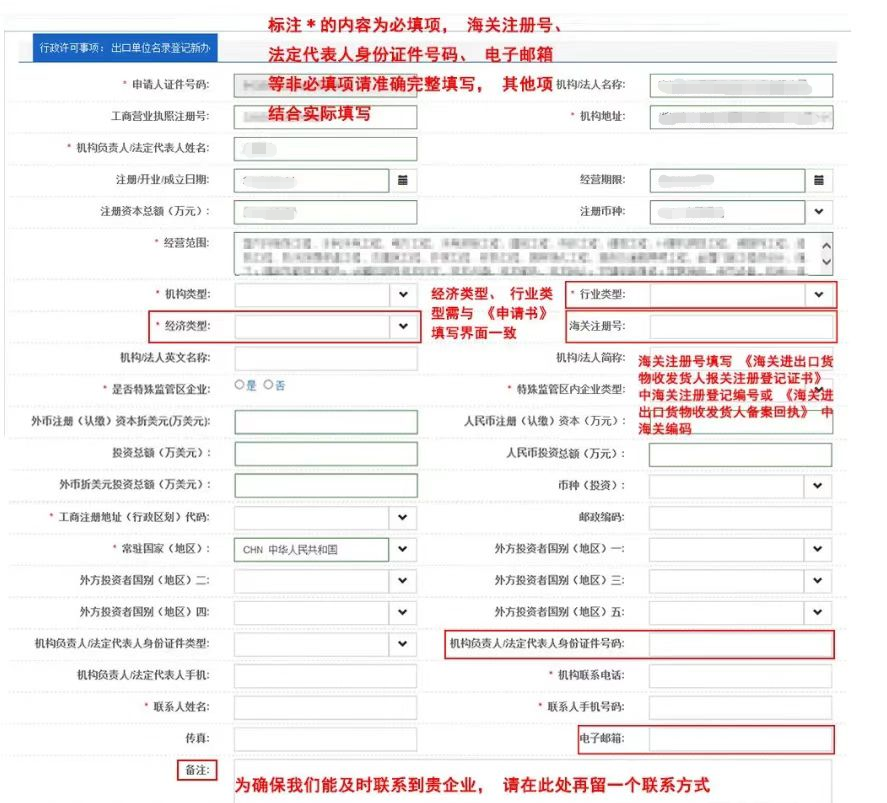 标注*的内容为必填项, 海关注册号、
行政许可事项: 出口单位名录登记新办
法定代表人身份证件号码、 电子邮箱
等非必填项请准确完整填写, 其他项
结合实际填写
* 申请人证件号码: 机构/法人名称:
工商营业执照注册号: * 机构地址:
* 机构负责人/法定代表人姓名:
注册/开业/成立日期: 经营期限:
注册资本总额(万元): 注册币种:
* 经营范围:
* 机构类型: * 行业类型:
经济类型、 行业类
型需与 《申请书》
填写界面一致
* 经济类型: 海关注册号:
机构/法人英文名称: 机构/法人简称:
海关注册号填写 《海关进出口货
物收发货人报关注册登记证书》
中海关注册登记编号或 《海关进
出口货物收发货人备案回执》 中
海关编码
* 是否特殊监管区企业: 是 否 * 特殊监管区内企业类型:
外币注册(认缴)资本折美元(万美元): 人民币注册(认缴)资本(万元):
投资总额(万美元): 人民币投资总额(万元):
外币折美元投资总额(万美元): 币种(投资):
* 工商注册地址(行政区划)代码: 邮政编码:
* 常驻国家(地区): CHN 中华人民共和国 外方投资者国别(地区)一:
外方投资者国别(地区)二: 外方投资者国别(地区)三:
外方投资者国别(地区)四: 外方投资者国别(地区)五:
机构负责人/法定代表人身份证件类型: 机构负责人/法定代表人身份证件号码:
机构负责人/法定代表人手机: * 机构联系电话:
* 联系人姓名: * 联系人手机号码:
传真: 电子邮箱:
备注: 为确保我们能及时联系到贵企业, 请在此处再留一个联系方式